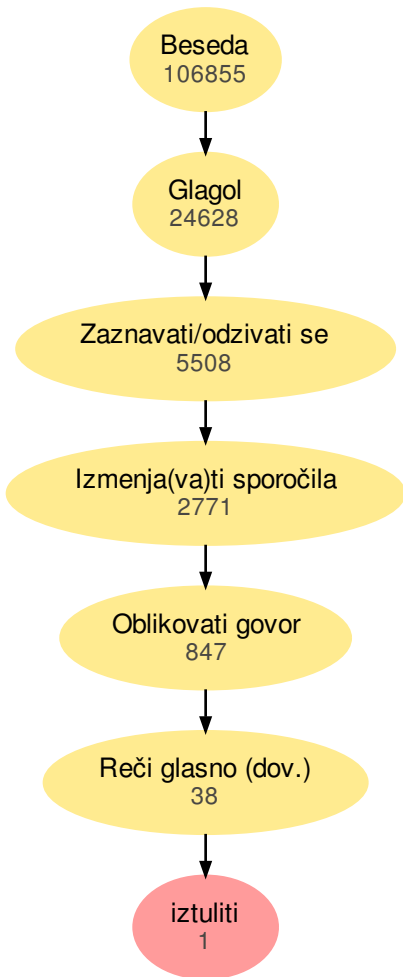 Beseda
106855
Glagol
24628
Zaznavati/odzivati se
5508
Izmenja(va)ti sporočila
2771
Oblikovati govor
847
Reči glasno (dov.)
38
iztuliti
1